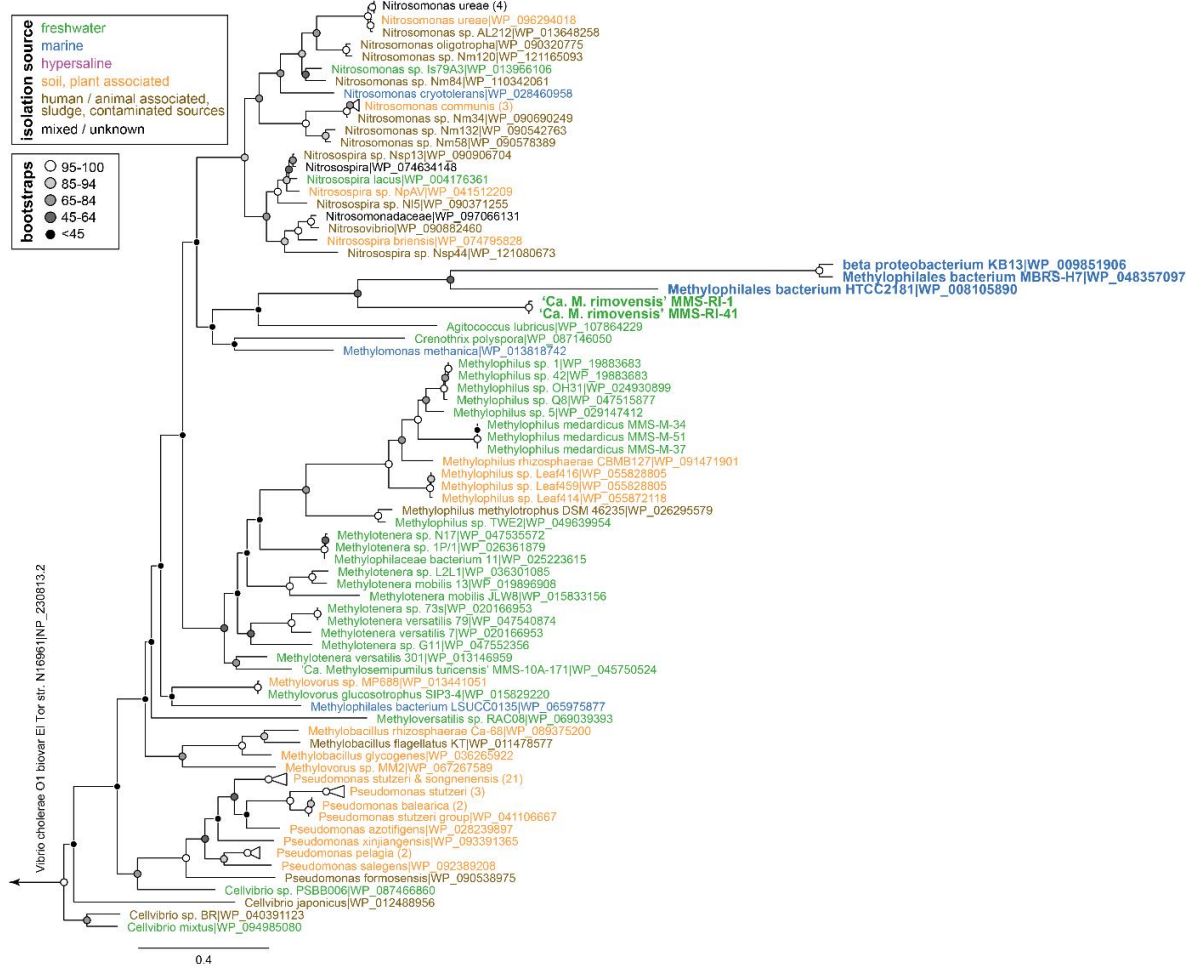 isolation source
freshwater
marine
hypersaline
soil, plant associated
human / animal associated,
sludge, contaminated sources
mixed / unknown
bootstraps
95-100
85-94
65-84
45-64
<45
Nitrosomonas ureae (4)
Nitrosomonas ureae|WP_096294018
Nitrosomonas sp. AL212|WP_013648258
Nitrosomonas oligotropha|WP_090320775
Nitrosomonas sp. Nm120|WP_121165093
Nitrosomonas sp. Is79A3|WP_013966106
Nitrosomonas sp. Nm84|WP_110342061
Nitrosomonas cryotolerans|WP_028460958
Nitrosomonas communis (3)
Nitrosomonas sp. Nm34|WP_090690249
Nitrosomonas sp. Nm132|WP_090542763
Nitrosomonas sp. Nm58|WP_090578389
Nitrosospira sp. Nsp13|WP_090906704
Nitrosospira|WP_074634148
Nitrosospira lacus|WP_004176361
Nitrosospira sp. NpAV|WP_041512209
Nitrosospira sp. Nl5|WP_090371255
Nitrosomonadaceae|WP_097066131
Nitrosovibrio|WP_090882460
Nitrosospira briensis|WP_074795828
Nitrosospira sp. Nsp44|WP_121080673
beta proteobacterium KB13|WP_009851906
Methylophilales bacterium MBRS-H7|WP_048357097
Methylophilales bacterium HTCC2181|WP_008105890
'Ca. M. rimovensis' MMS-RI-1
'Ca. M. rimovensis' MMS-RI-41
Agitococcus lubricus|WP_107864229
Crenothrix polyspora|WP_087146050
Methylomonas methanica|WP_013818742
Methylophilus sp. 1|WP_19883683
Methylophilus sp. 42|WP_19883683
Methylophilus sp. OH31|WP_024930899
Methylophilus sp. Q8|WP_047515877
Methylophilus sp. 5|WP_029147412
Methylophilus medardicus MMS-M-34
Methylophilus medardicus MMS-M-51
Methylophilus medardicus MMS-M-37
Methylophilus rhizosphaerae CBMB127|WP_091471901
Methylophilus sp. Leaf416|WP_055828805
Methylophilus sp. Leaf459|WP_055828805
Methylophilus sp. Leaf414|WP_055872118
Methylophilus methylotrophus DSM 46235|WP_026295579
Methylophilus sp. TWE2|WP_049639954
Methylotenera sp. N17|WP_047535572
Methylotenera sp. 1P/1|WP_026361879
Methylophilaceae bacterium 11|WP_025223615
Methylotenera sp. L2L1|WP_036301085
Methylotenera mobilis 13|WP_019896908
Methylotenera mobilis JLW8|WP_015833156
Methylotenera sp. 73s|WP_020166953
Methylotenera versatilis 79|WP_047540874
Methylotenera versatilis 7|WP_020166953
Methylotenera sp. G11|WP_047552356
Methylotenera versatilis 301|WP_013146959
'Ca. Methylosemipumilus turicensis' MMS-10A-171|WP_045750524
Methylovorus sp. MP688|WP_013441051
Methylovorus glucosotrophus SIP3-4|WP_015829220
Methylophilales bacterium LSUCC0135|WP_065975877
Methyloversatilis sp. RAC08|WP_069039393
Methylobacillus rhizosphaerae Ca-68|WP_089375200
Methylobacillus flagellatus KT|WP_011478577
Methylobacillus glycogenes|WP_036265922
Methylovorus sp. MM2|WP_067267589
Pseudomonas stutzeri & songnenensis (21)
Pseudomonas stutzeri (3)
Pseudomonas balearica (2)
Pseudomonas stutzeri group|WP_041106667
Pseudomonas azotifigens|WP_028239897
Pseudomonas xinjiangensis|WP_093391365
Pseudomonas pelagia (2)
Pseudomonas salegens|WP_092389208
Pseudomonas formosensis|WP_090538975
Cellvibrio sp. PSBB006|WP_087466860
Cellvibrio japonicus|WP_012488956
Cellvibrio sp. BR|WP_040391123
Cellvibrio mixtus|WP_094985080
Vibrio cholerae O1 biovar El Tor str. N16961|NP_230813.2
0.4